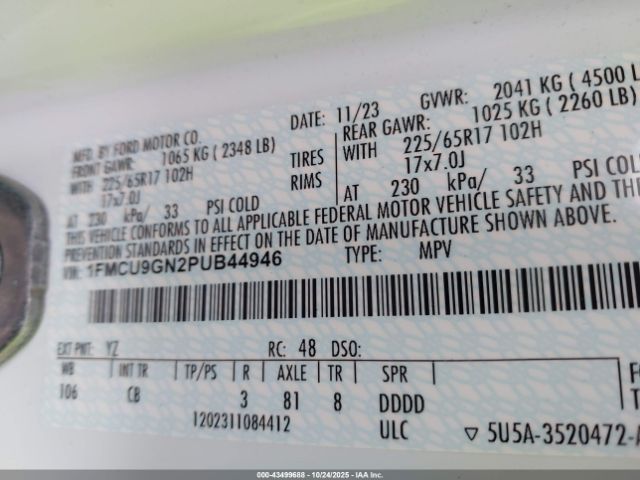 MFD. BY FORD MOTOR CO.
DATE: 11/23 GVWR: 2041 KG ( 4500 L
FRONT GAWR: 1065 KG ( 2348 LB)
REAR GAWR: 1025 KG ( 2260 LB)
WITH 225/65R17 102H TIRES
WITH 225/65R17 102H
17x7.0J RIMS 17x7.0J
AT 230 kPa/ 33 PSI COLD
AT 230 kPa/ 33 PSI COLD
THIS VEHICLE CONFORMS TO ALL APPLICABLE FEDERAL MOTOR VEHICLE SAFETY AND THE
PREVENTION STANDARDS IN EFFECT ON THE DATE OF MANUFACTURE SHOWN
VIN: 1FMCU9GN2PUB44946
TYPE: MPV
EXT PNT: YZ RC: 48 DSO:
WB INT TR TP/PS R AXLE TR SPR
106 CB 3 81 8 DDDD
1202311084412 ULC ▽ 5U5A-3520472-A
000-43499688 - 10/24/2025 - IAAI.CA